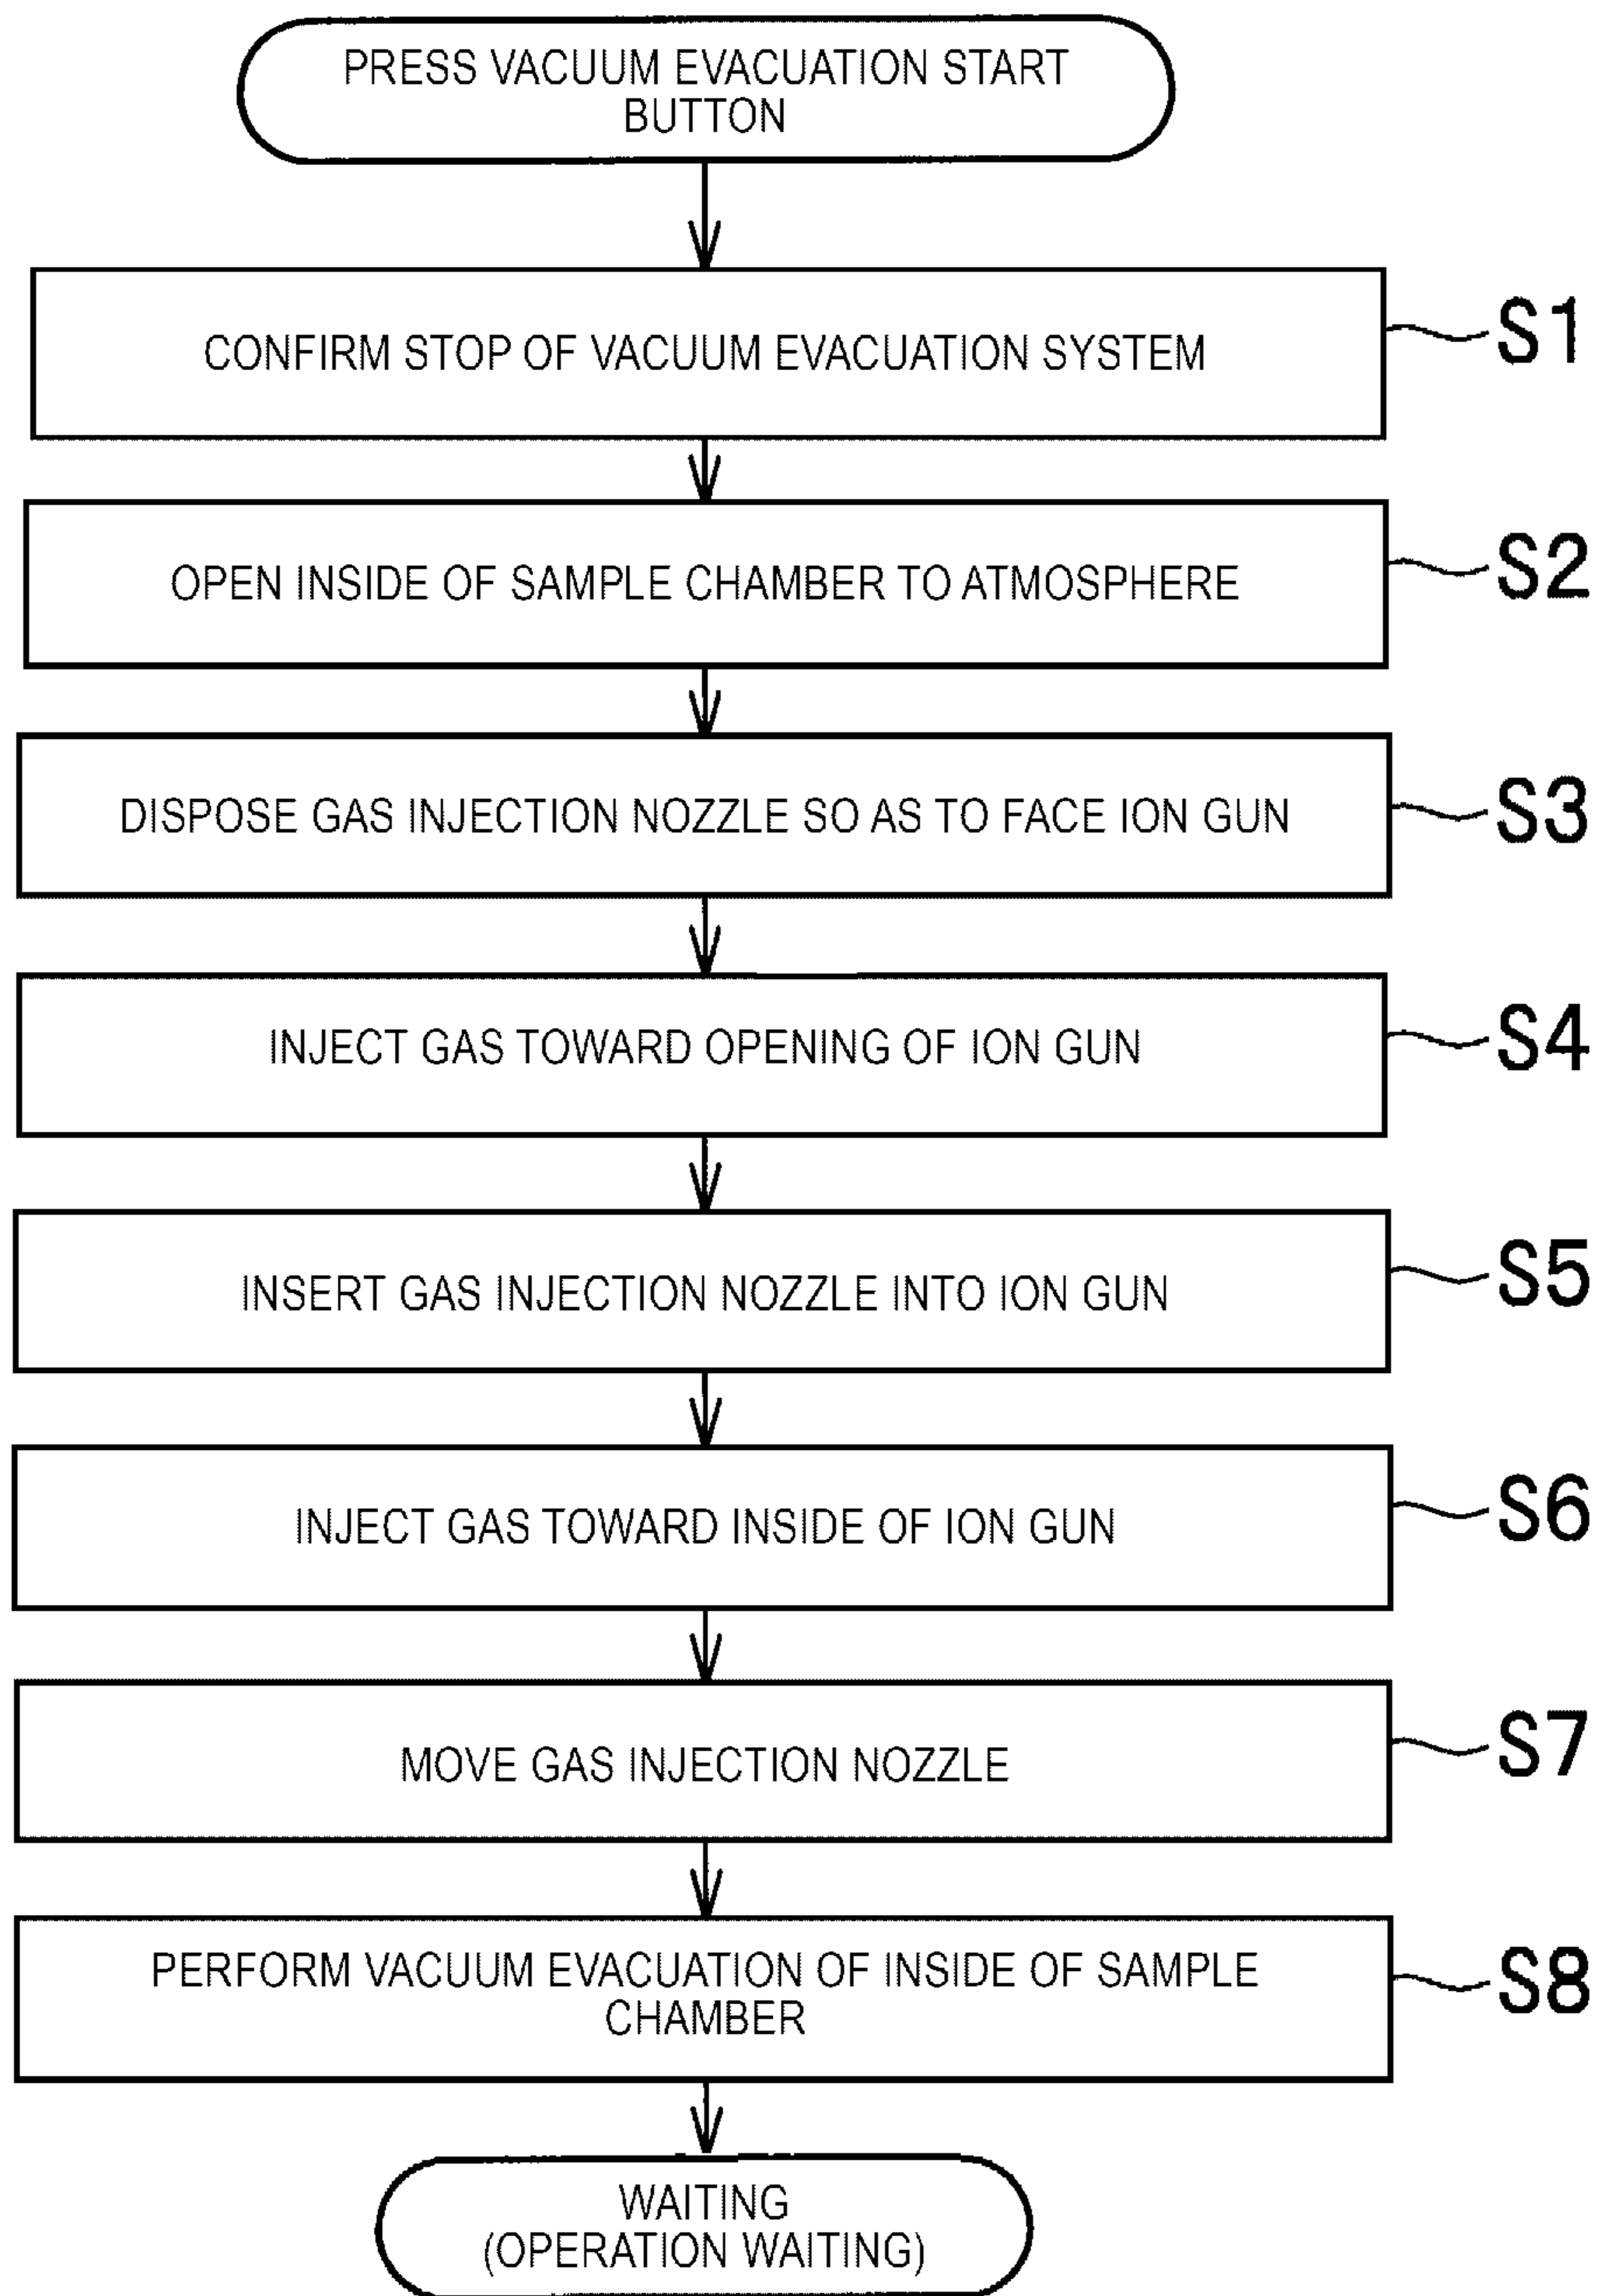 PRESS VACUUM EVACUATION START
BUTTON
CONFIRM STOP OF VACUUM EVACUATION SYSTEM
S1
OPEN INSIDE OF SAMPLE CHAMBER TO ATMOSPHERE
S2
DISPOSE GAS INJECTION NOZZLE SO AS TO FACE ION GUN
S3
INJECT GAS TOWARD OPENING OF ION GUN
S4
INSERT GAS INJECTION NOZZLE INTO ION GUN
S5
INJECT GAS TOWARD INSIDE OF ION GUN
S6
MOVE GAS INJECTION NOZZLE
S7
PERFORM VACUUM EVACUATION OF INSIDE OF SAMPLE
CHAMBER
S8
WAITING
(OPERATION WAITING)